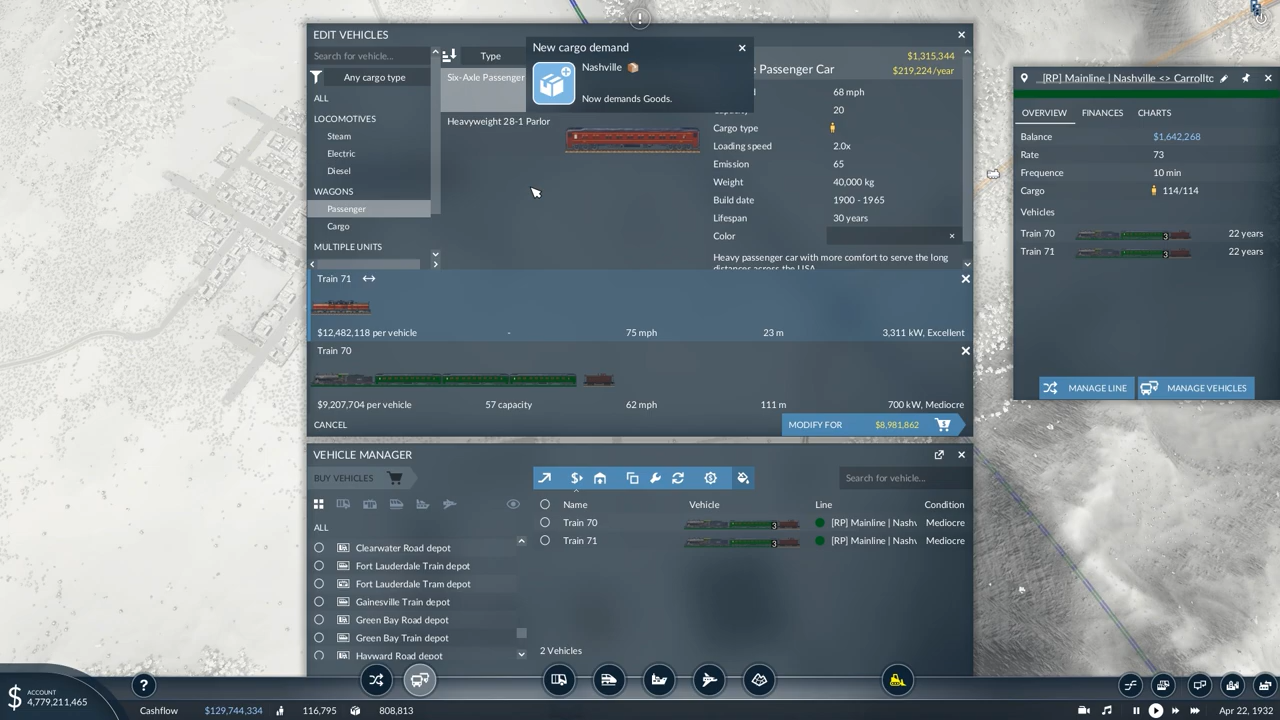 EDIT VEHICLES
Search for vehicle...
Any cargo type
ALL
LOCOMOTIVES
Steam
Electric
Diesel
WAGONS
Passenger
Cargo
MULTIPLE UNITS
Type
Six-Axle Passenger
Heavyweight 28-1 Parlor
New cargo demand
Nashville
Now demands Goods.
$1,315,344
Passenger Car
$219,224/year
68 mph
20
Cargo type
Loading speed 2.0x
Emission 65
Weight 40,000 kg
Build date 1900 - 1965
Lifespan 30 years
Color
Heavy passenger car with more comfort to serve the long
distances across the USA
Train 71
$12,482,118 per vehicle - 75 mph 23 m 3,311 kW, Excellent
Train 70
$9,207,704 per vehicle 57 capacity 62 mph 111 m 700 kW, Mediocre
CANCEL
MODIFY FOR $8,981,862
VEHICLE MANAGER
BUY VEHICLES
Search for vehicle...
ALL
Clearwater Road depot
Fort Lauderdale Train depot
Fort Lauderdale Tram depot
Gainesville Train depot
Green Bay Road depot
Green Bay Train depot
Hayward Road depot
Name Vehicle Line Condition
Train 70 3 [RP] Mainline | Nashv Mediocre
Train 71 3 [RP] Mainline | Nashv Mediocre
2 Vehicles
[RP] Mainline | Nashville <> Carrollto
OVERVIEW FINANCES CHARTS
Balance $1,642,268
Rate 73
Frequence 10 min
Cargo 114/114
Vehicles
Train 70 3 22 years
Train 71 3 22 years
MANAGE LINE
MANAGE VEHICLES
$ ACCOUNT
4,779,211,465
?
Cashflow $129,744,334 116,795 808,813
Apr 22, 1932